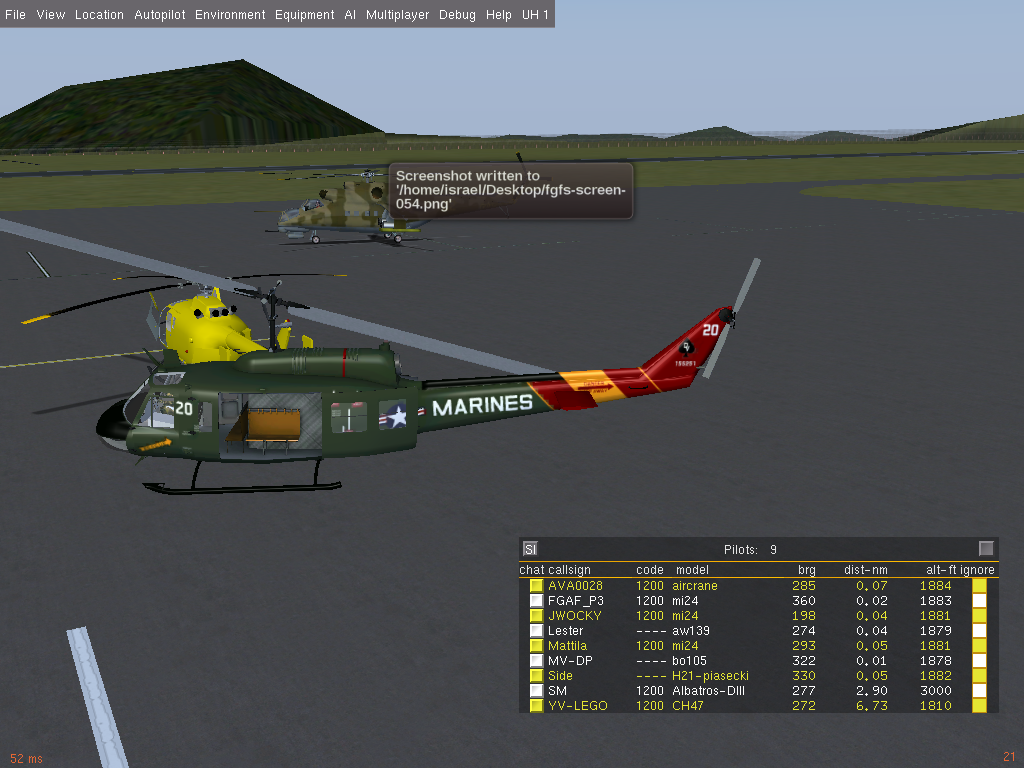 File View Location Autopilot Environment Equipment AI Multiplayer Debug Help UH 1
Screenshot written to
'/home/israel/Desktop/fgfs-screen-
054.png'
20
20
MARINES
SI Pilots: 9
chat callsign code model brg dist-nm alt-ft ignore
AVA0028 1200 aircrane 285 0.07 1884
FGAF_P3 1200 mi24 360 0.02 1883
JWOCKY 1200 mi24 198 0.04 1881
Lester ---- aw139 274 0.04 1879
Mattila 1200 mi24 293 0.05 1881
MV-DP ---- bo105 322 0.01 1878
Side ---- H21-piasecki 330 0.05 1882
SM 1200 Albatros-DIII 277 2.90 3000
YV-LEGO 1200 CH47 272 6.73 1810
52 ms 21